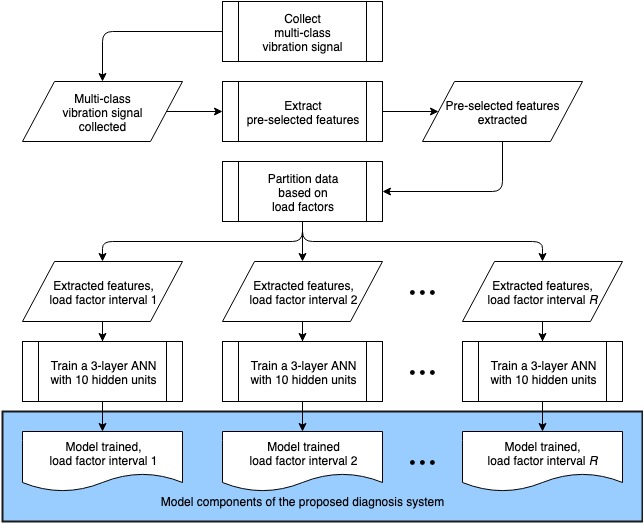 Collect
multi-class
vibration signal
Multi-class
vibration signal
collected
Extract
pre-selected features
Pre-selected features
extracted
Partition data
based on
load factors
Extracted features,
load factor interval 1
Extracted features,
load factor interval 2
Extracted features,
load factor interval R
Train a 3-layer ANN
with 10 hidden units
Train a 3-layer ANN
with 10 hidden units
Train a 3-layer ANN
with 10 hidden units
Model trained,
load factor interval 1
Model trained
load factor interval 2
Model trained,
load factor interval R
Model components of the proposed diagnosis system